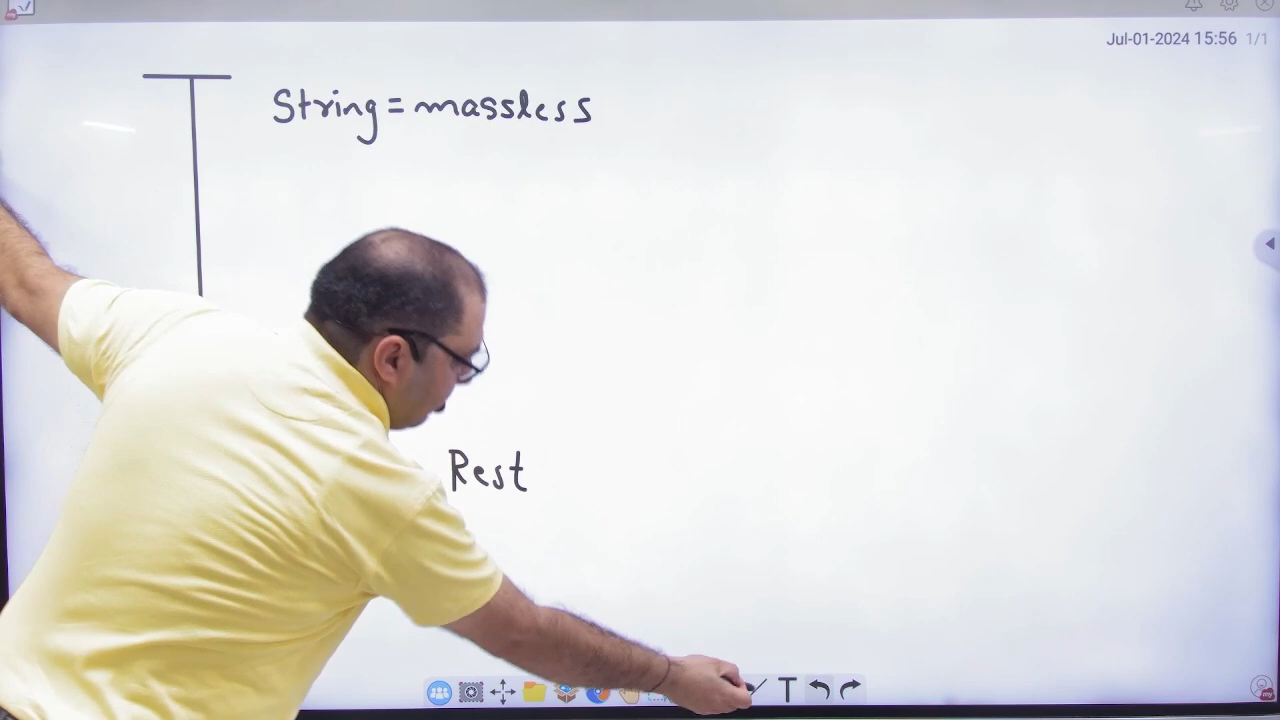 Jul-01-2024 15:56 1/1
String = massless
Rest
T